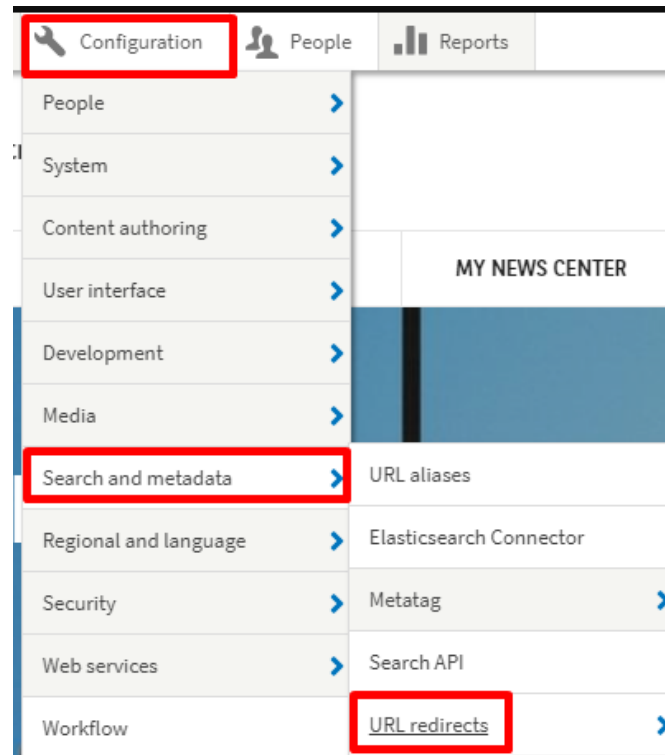 Configuration People Reports
People
System
Content authoring
MY NEWS CENTER
User interface
Development
Media
Search and metadata
URL aliases
Regional and language
Elasticsearch Connector
Security
Metatag
Web services
Search API
Workflow
URL redirects